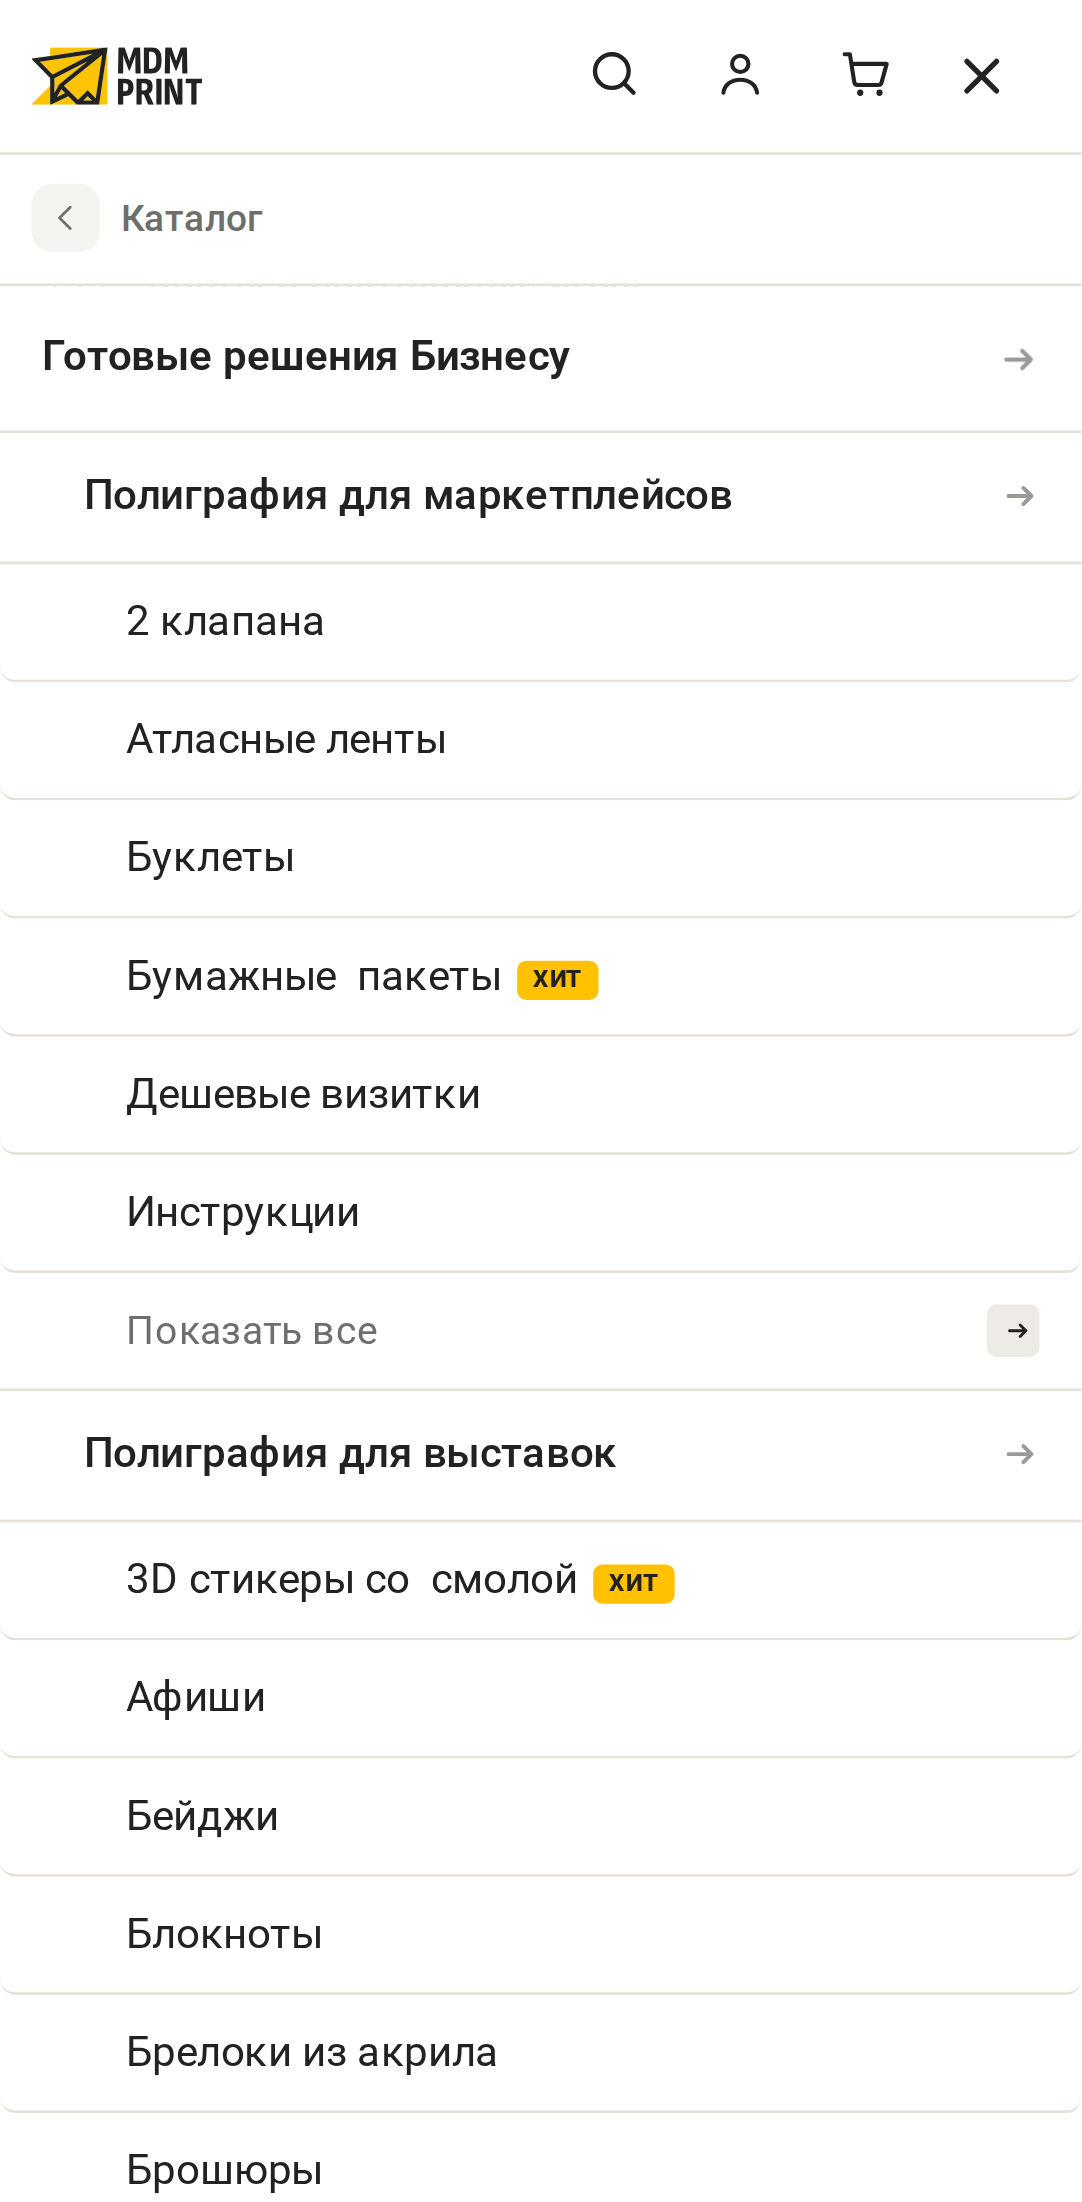 MDM
PRINT
Каталог
Готовые решения Бизнесу
Полиграфия для маркетплейсов
2 клапана
Атласные ленты
Буклеты
Бумажные пакеты ХИТ
Дешевые визитки
Инструкции
Показать все
Полиграфия для выставок
3D стикеры со смолой ХИТ
Афиши
Бейджи
Блокноты
Брелоки из акрила
Брошюры